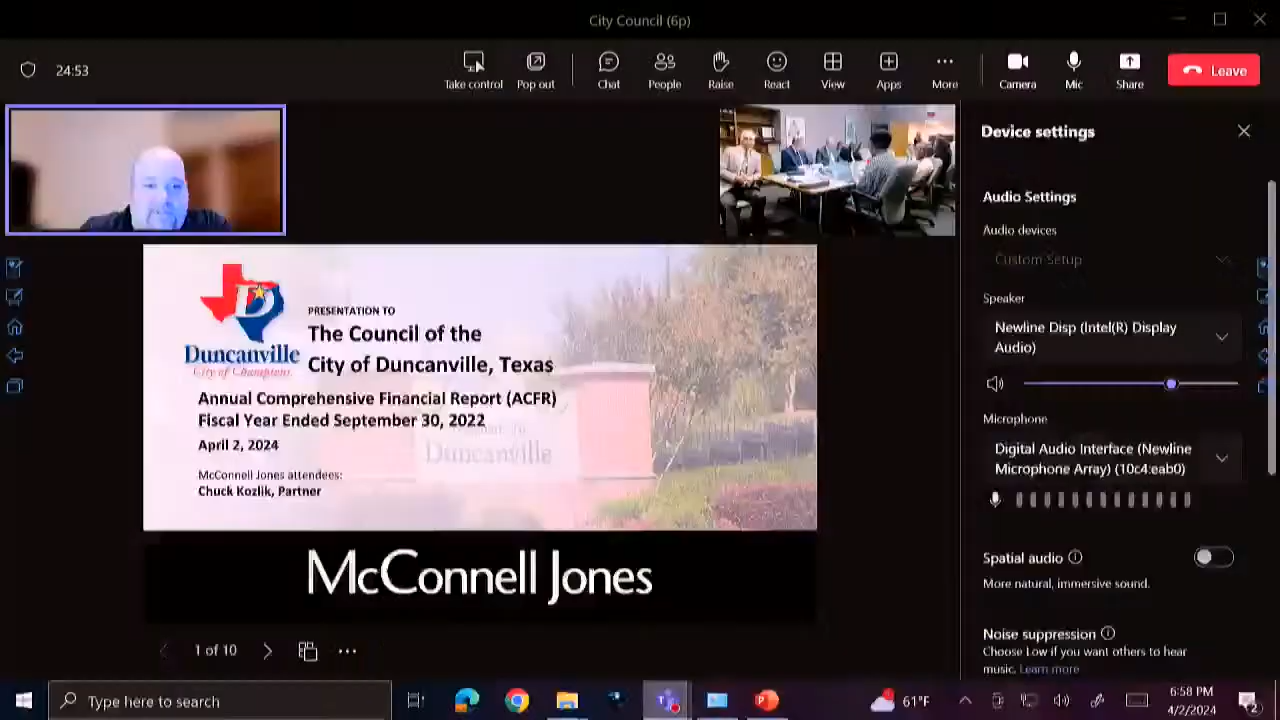 City Council (6p)
24:53
Take control
Pop out
Chat
People
Raise
React
View
Apps
More
Camera
Mic
Share
Leave
Device settings
Audio Settings
Audio devices
Custom Setup
Speaker
Newline Disp (Intel(R) Display
Audio)
Microphone
Digital Audio Interface (Newline
Microphone Array) (10c4:eab0)
Spatial audio
More natural, immersive sound.
Noise suppression
Choose Low if you want others to hear
music. Learn more
D
Duncanville
City of Champions
PRESENTATION TO
The Council of the
City of Duncanville, Texas
Annual Comprehensive Financial Report (ACFR)
Fiscal Year Ended September 30, 2022
April 2, 2024
McConnell Jones attendees:
Chuck Kozlik, Partner
Duncanville
McConnell Jones
1 of 10
Type here to search
61°F
6:58 PM
4/2/2024
2